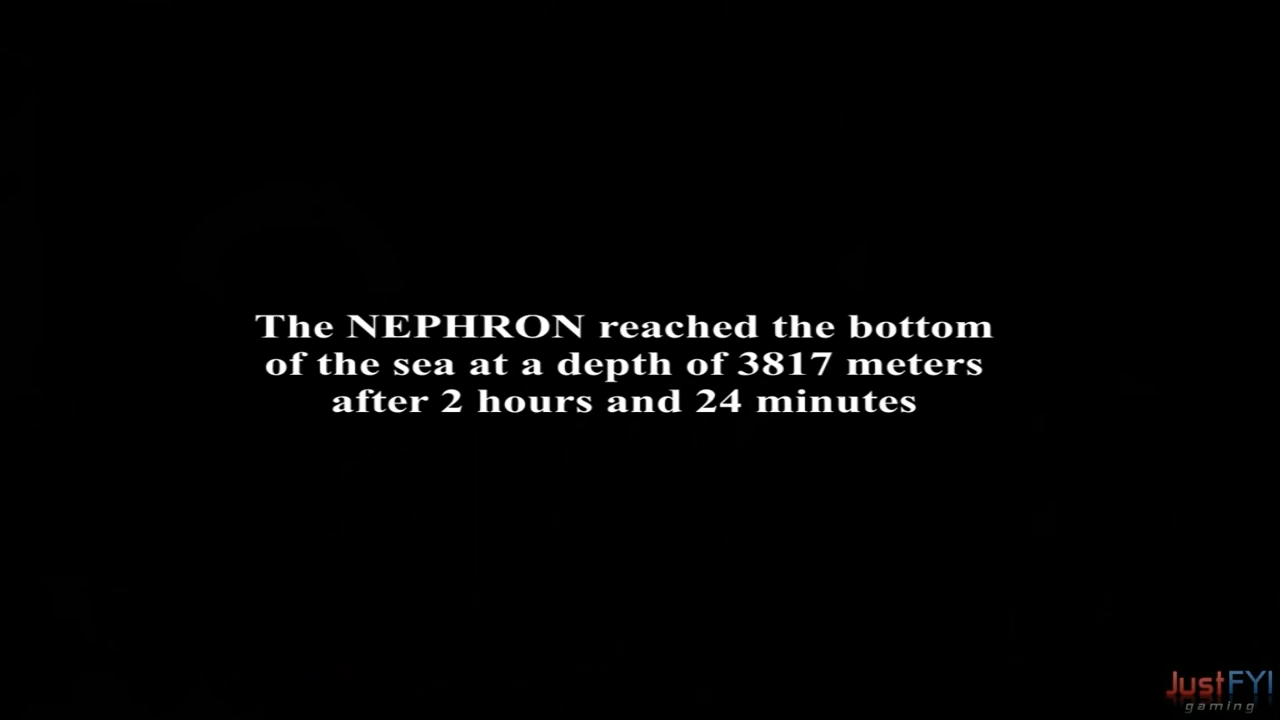 The NEPHRON reached the bottom
of the sea at a depth of 3817 meters
after 2 hours and 24 minutes
JustFYI
gaming